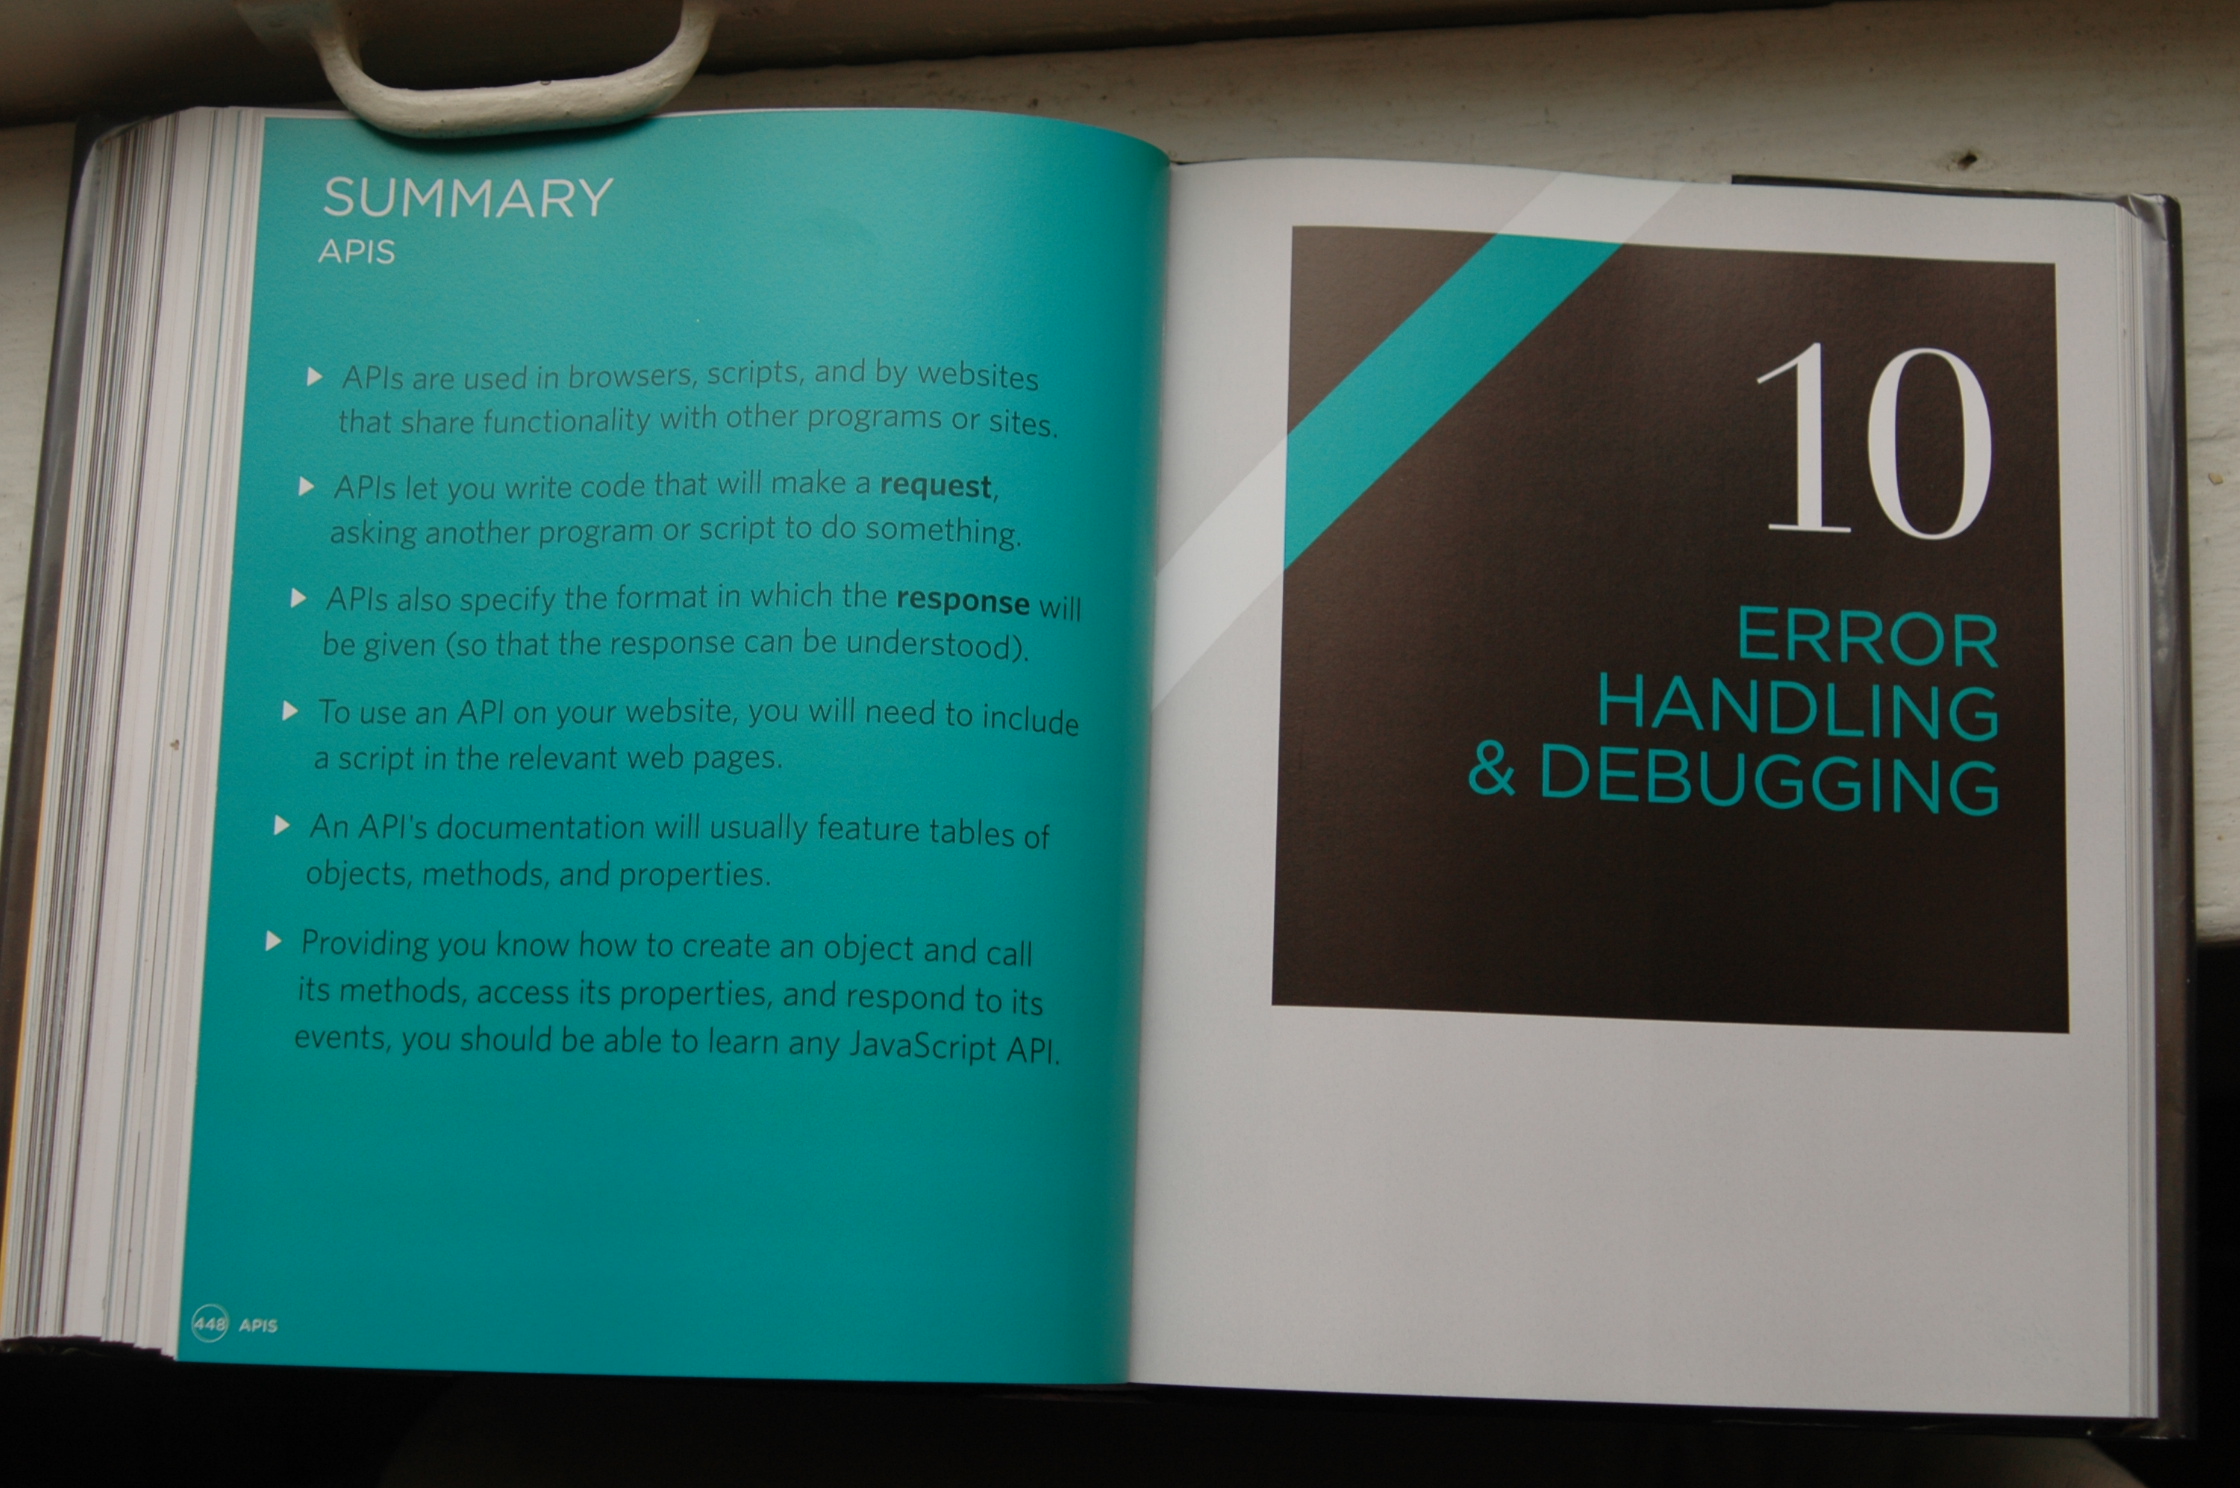 SUMMARY
APIS
APIs are used in browsers, scripts, and by websites
that share functionality with other programs or sites.
APIs let you write code that will make a request,
asking another program or script to do something.
APIs also specify the format in which the response will
be given (so that the response can be understood).
To use an API on your website, you will need to include
a script in the relevant web pages.
An API's documentation will usually feature tables of
objects, methods, and properties.
Providing you know how to create an object and call
its methods, access its properties, and respond to its
events, you should be able to learn any JavaScript API.
448 APIS
10
ERROR
HANDLING
& DEBUGGING